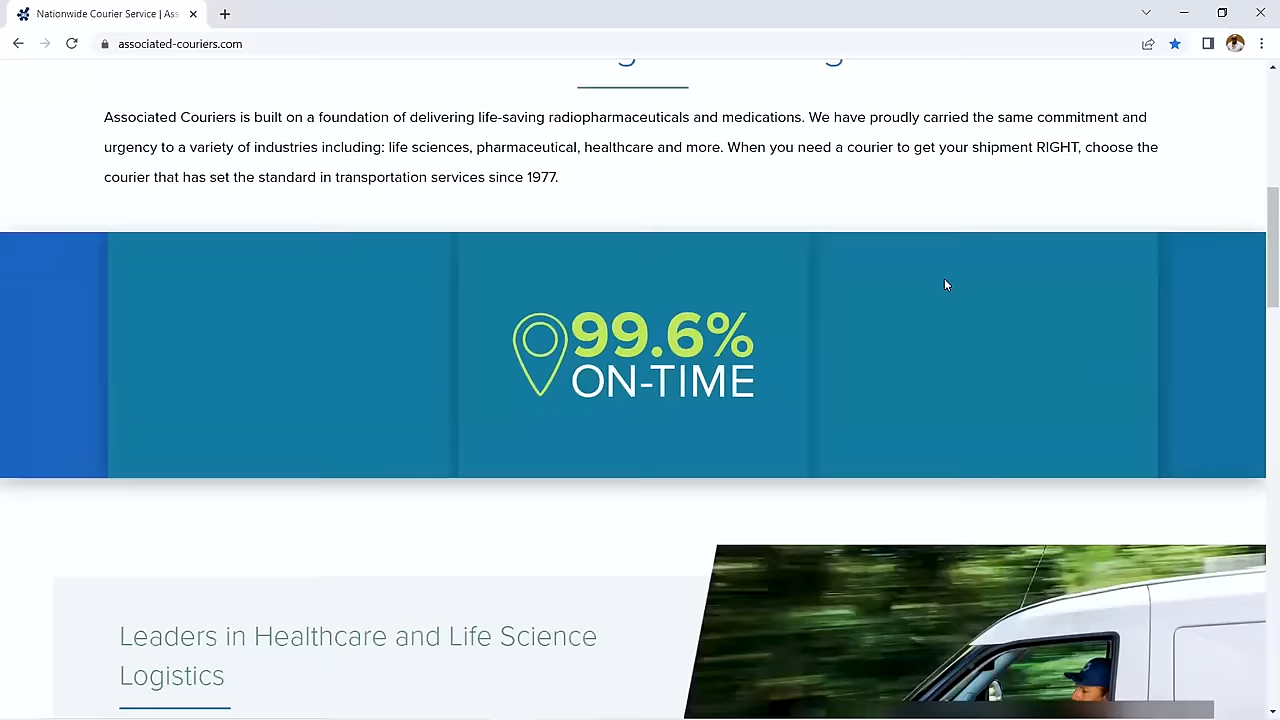 Nationwide Courier Service | Ass
associated-couriers.com
Associated Couriers is built on a foundation of delivering life-saving radiopharmaceuticals and medications. We have proudly carried the same commitment and
urgency to a variety of industries including: life sciences, pharmaceutical, healthcare and more. When you need a courier to get your shipment RIGHT, choose the
courier that has set the standard in transportation services since 1977.
99.6%
ON-TIME
Leaders in Healthcare and Life Science
Logistics